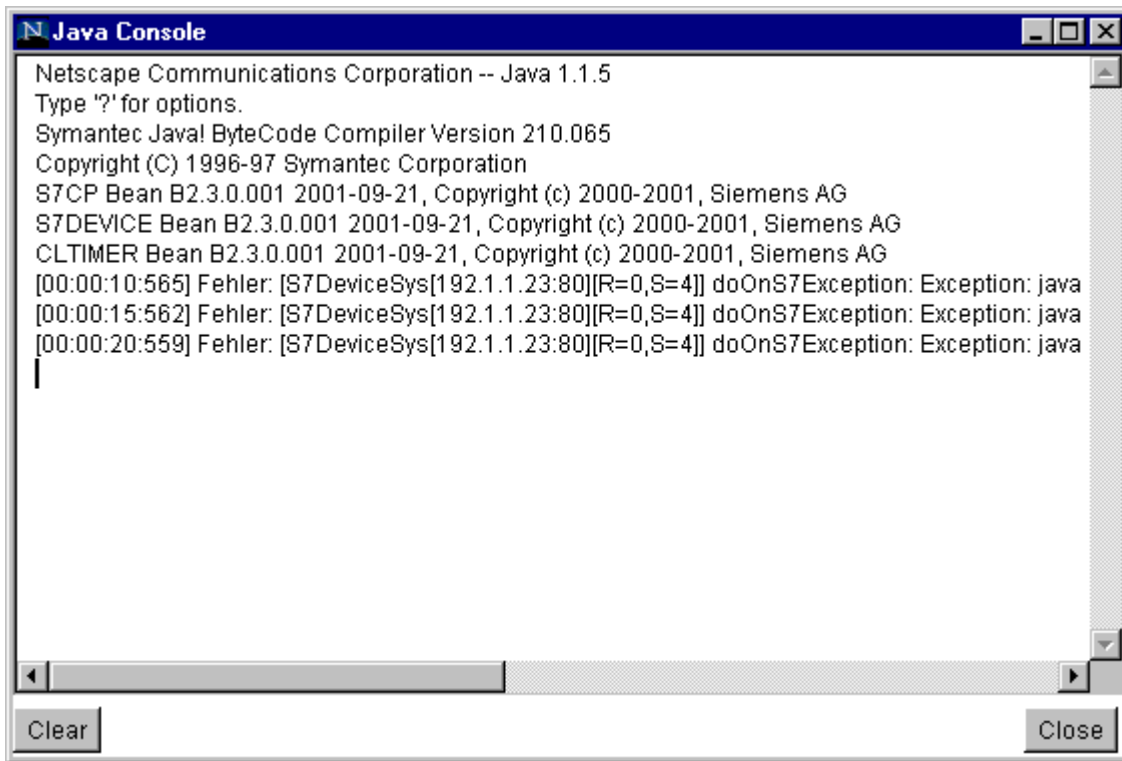 N Java Console
Netscape Communications Corporation -- Java 1.1.5
Type '?' for options.
Symantec Java! ByteCode Compiler Version 210.065
Copyright (C) 1996-97 Symantec Corporation
S7CP Bean B2.3.0.001 2001-09-21, Copyright (c) 2000-2001, Siemens AG
S7DEVICE Bean B2.3.0.001 2001-09-21, Copyright (c) 2000-2001, Siemens AG
CLTIMER Bean B2.3.0.001 2001-09-21, Copyright (c) 2000-2001, Siemens AG
[00:00:10:565] Fehler: [S7DeviceSys[192.1.1.23:80][R=0,S=4]] doOnS7Exception: Exception: java
[00:00:15:562] Fehler: [S7DeviceSys[192.1.1.23:80][R=0,S=4]] doOnS7Exception: Exception: java
[00:00:20:559] Fehler: [S7DeviceSys[192.1.1.23:80][R=0,S=4]] doOnS7Exception: Exception: java
Clear
Close